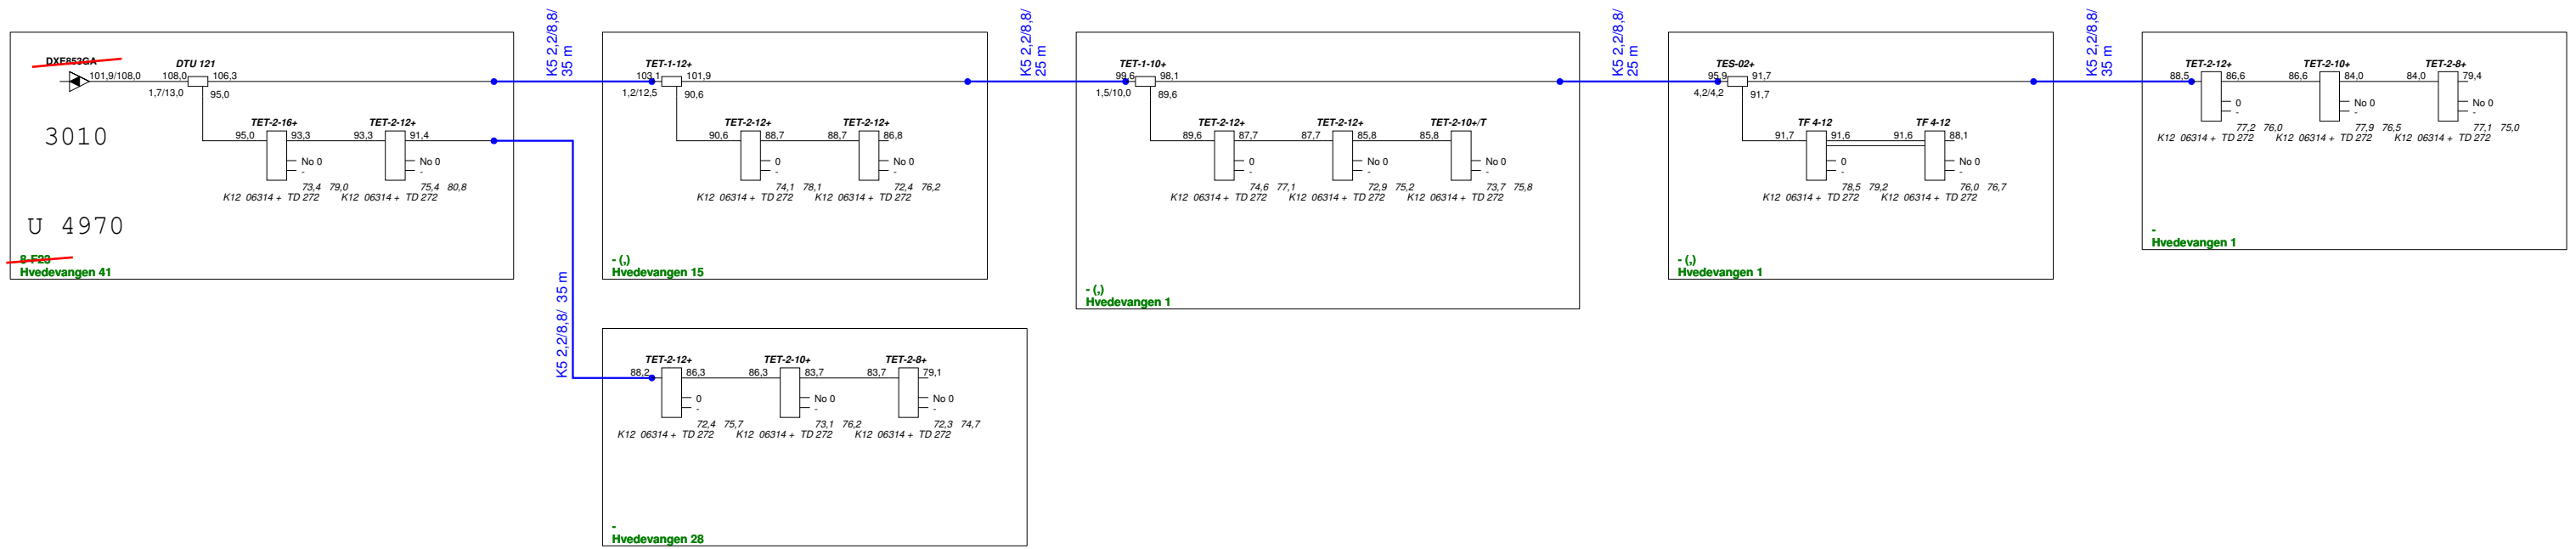 K5 2,2/8,8/
35 m
K5 2,2/8,8/
25 m
K5 2,2/8,8/
25 m
K5 2,2/8,8/
35 m
DXE853GA
101,9/108,0
DTU 121
108,0 106,3
1,7/13,0 95,0
TET-2-16+
95,0 93,3
No 0
-
73,4 79,0
K12 06314 + TD 272
TET-2-12+
93,3 91,4
No 0
-
75,4 80,8
K12 06314 + TD 272
3010
U 4970
8-F23
Hvedevangen 41
TET-1-12+
103,1 101,9
1,2/12,5 90,6
TET-2-12+
90,6 88,7
0
-
74,1 78,1
K12 06314 + TD 272
TET-2-12+
88,7 86,8
No 0
-
72,4 76,2
K12 06314 + TD 272
- (,)
Hvedevangen 15
TET-1-10+
99,6 98,1
1,5/10,0 89,6
TET-2-12+
89,6 87,7
0
-
74,6 77,1
K12 06314 + TD 272
TET-2-12+
87,7 85,8
No 0
-
72,9 75,2
K12 06314 + TD 272
TET-2-10+/T
85,8
No 0
-
73,7 75,8
K12 06314 + TD 272
- (,)
Hvedevangen 1
TES-02+
95,9 91,7
4,2/4,2 91,7
TF 4-12
91,7 91,6
0
-
78,5 79,2
K12 06314 + TD 272
TF 4-12
91,6 88,1
No 0
-
76,0 76,7
K12 06314 + TD 272
- (,)
Hvedevangen 1
TET-2-12+
88,5 86,6
0
-
77,2 76,0
K12 06314 + TD 272
TET-2-10+
86,6 84,0
No 0
-
77,9 76,5
K12 06314 + TD 272
TET-2-8+
84,0 79,4
No 0
-
77,1 75,0
K12 06314 + TD 272
-
Hvedevangen 1
K5 2,2/8,8/ 35 m
TET-2-12+
88,2 86,3
0
-
72,4 75,7
K12 06314 + TD 272
TET-2-10+
86,3 83,7
No 0
-
73,1 76,2
K12 06314 + TD 272
TET-2-8+
83,7 79,1
No 0
-
72,3 74,7
K12 06314 + TD 272
-
Hvedevangen 28